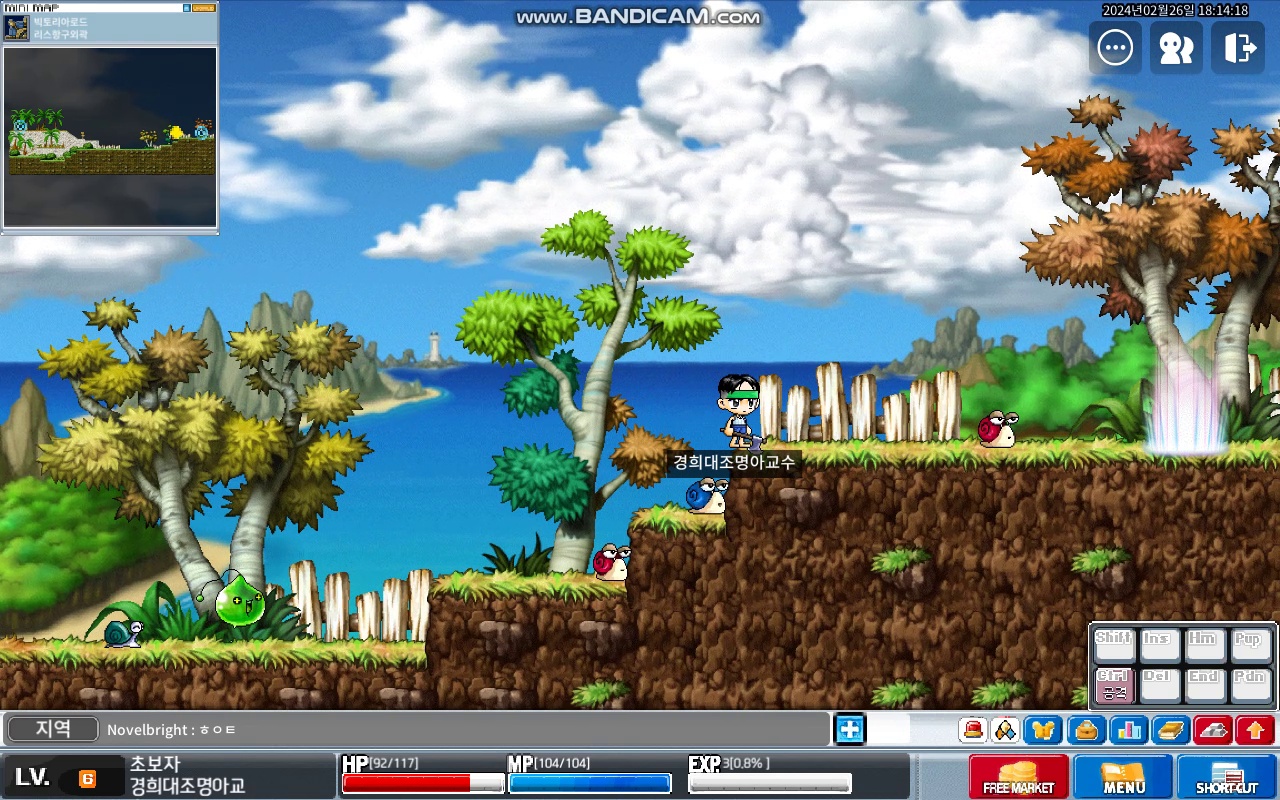 MINI MAP
WORLD
빅토리아로드
리스항구외곽
www.BANDICAM.com
2024년02월26일 18:14:18
경희대조명아교수
Shift Ins Hm Pup
Ctrl Del End Pdn
공격
지역 Novelbright : ㅎㅇㅌ
LV. 6
초보자
경희대조명아교
HP[92/117] MP[104/104] EXP. 3[0.8% ]
FREE MARKET MENU SHORTCUT